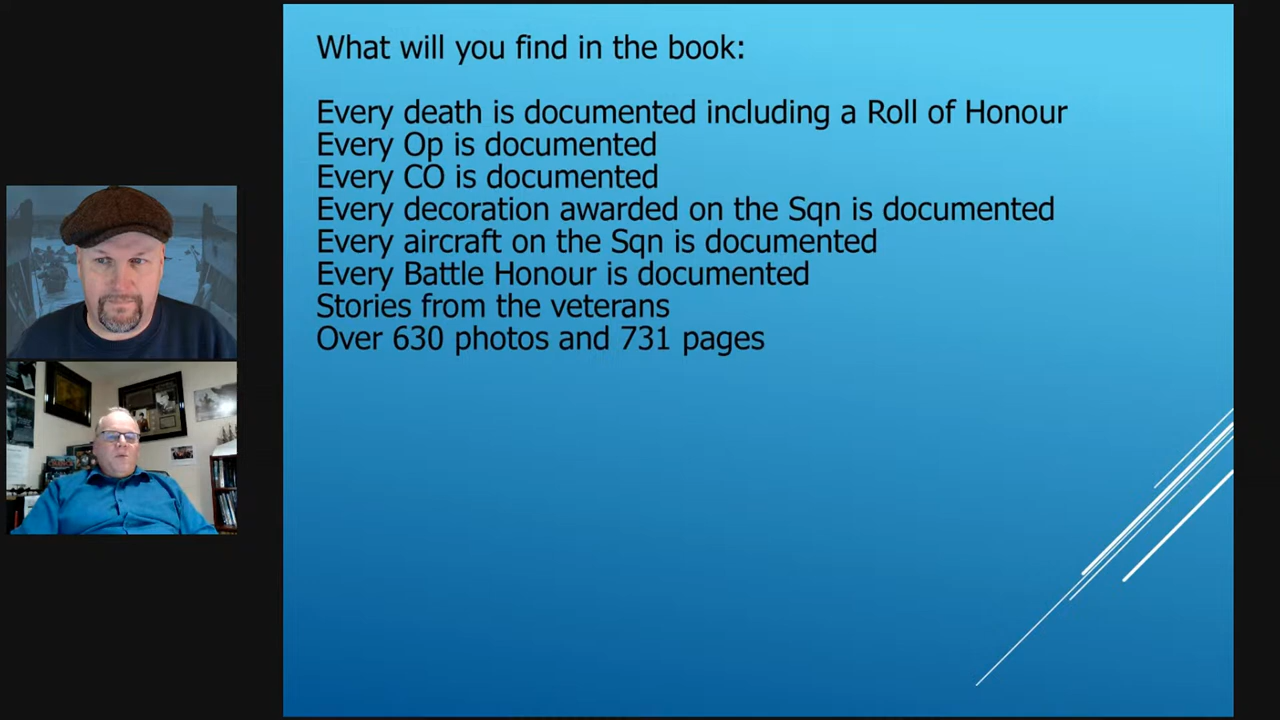 What will you find in the book:
Every death is documented including a Roll of Honour
Every Op is documented
Every CO is documented
Every decoration awarded on the Sqn is documented
Every aircraft on the Sqn is documented
Every Battle Honour is documented
Stories from the veterans
Over 630 photos and 731 pages